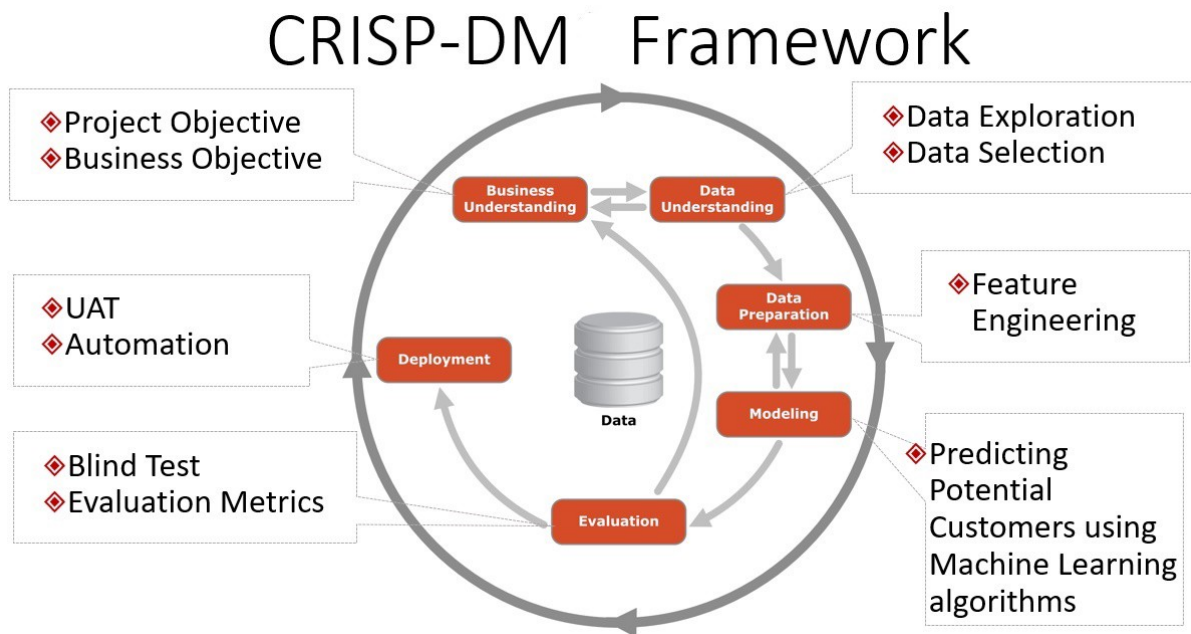 CRISP-DM Framework
Project Objective
Business Objective
Data Exploration
Data Selection
Business
Understanding
Data
Understanding
UAT
Automation
Feature
Engineering
Data
Preparation
Deployment
Data
Modeling
Blind Test
Evaluation Metrics
Evaluation
Predicting
Potential
Customers using
Machine Learning
algorithms